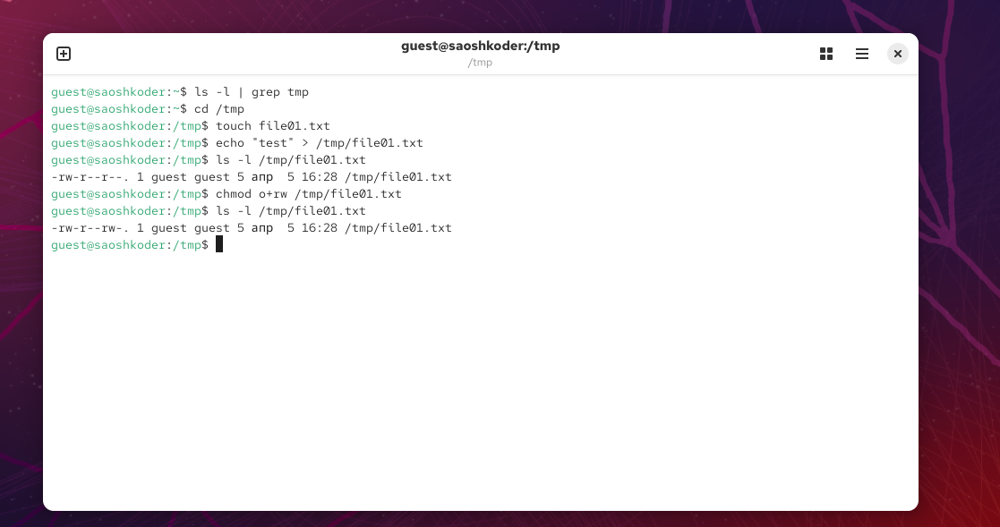 guest@saoshkoder:/tmp
/tmp
guest@saoshkoder:~$ ls -l | grep tmp
guest@saoshkoder:~$ cd /tmp
guest@saoshkoder:/tmp$ touch file01.txt
guest@saoshkoder:/tmp$ echo "test" > /tmp/file01.txt
guest@saoshkoder:/tmp$ ls -l /tmp/file01.txt
-rw-r--r--. 1 guest guest 5 апр  5 16:28 /tmp/file01.txt
guest@saoshkoder:/tmp$ chmod o+rw /tmp/file01.txt
guest@saoshkoder:/tmp$ ls -l /tmp/file01.txt
-rw-r--rw-. 1 guest guest 5 апр  5 16:28 /tmp/file01.txt
guest@saoshkoder:/tmp$